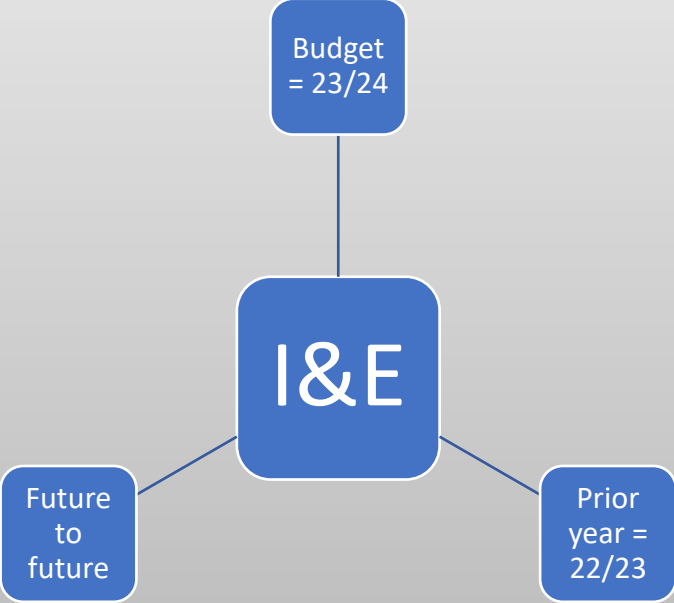 Budget
= 23/24
I&E
Future
to
future
Prior
year =
22/23